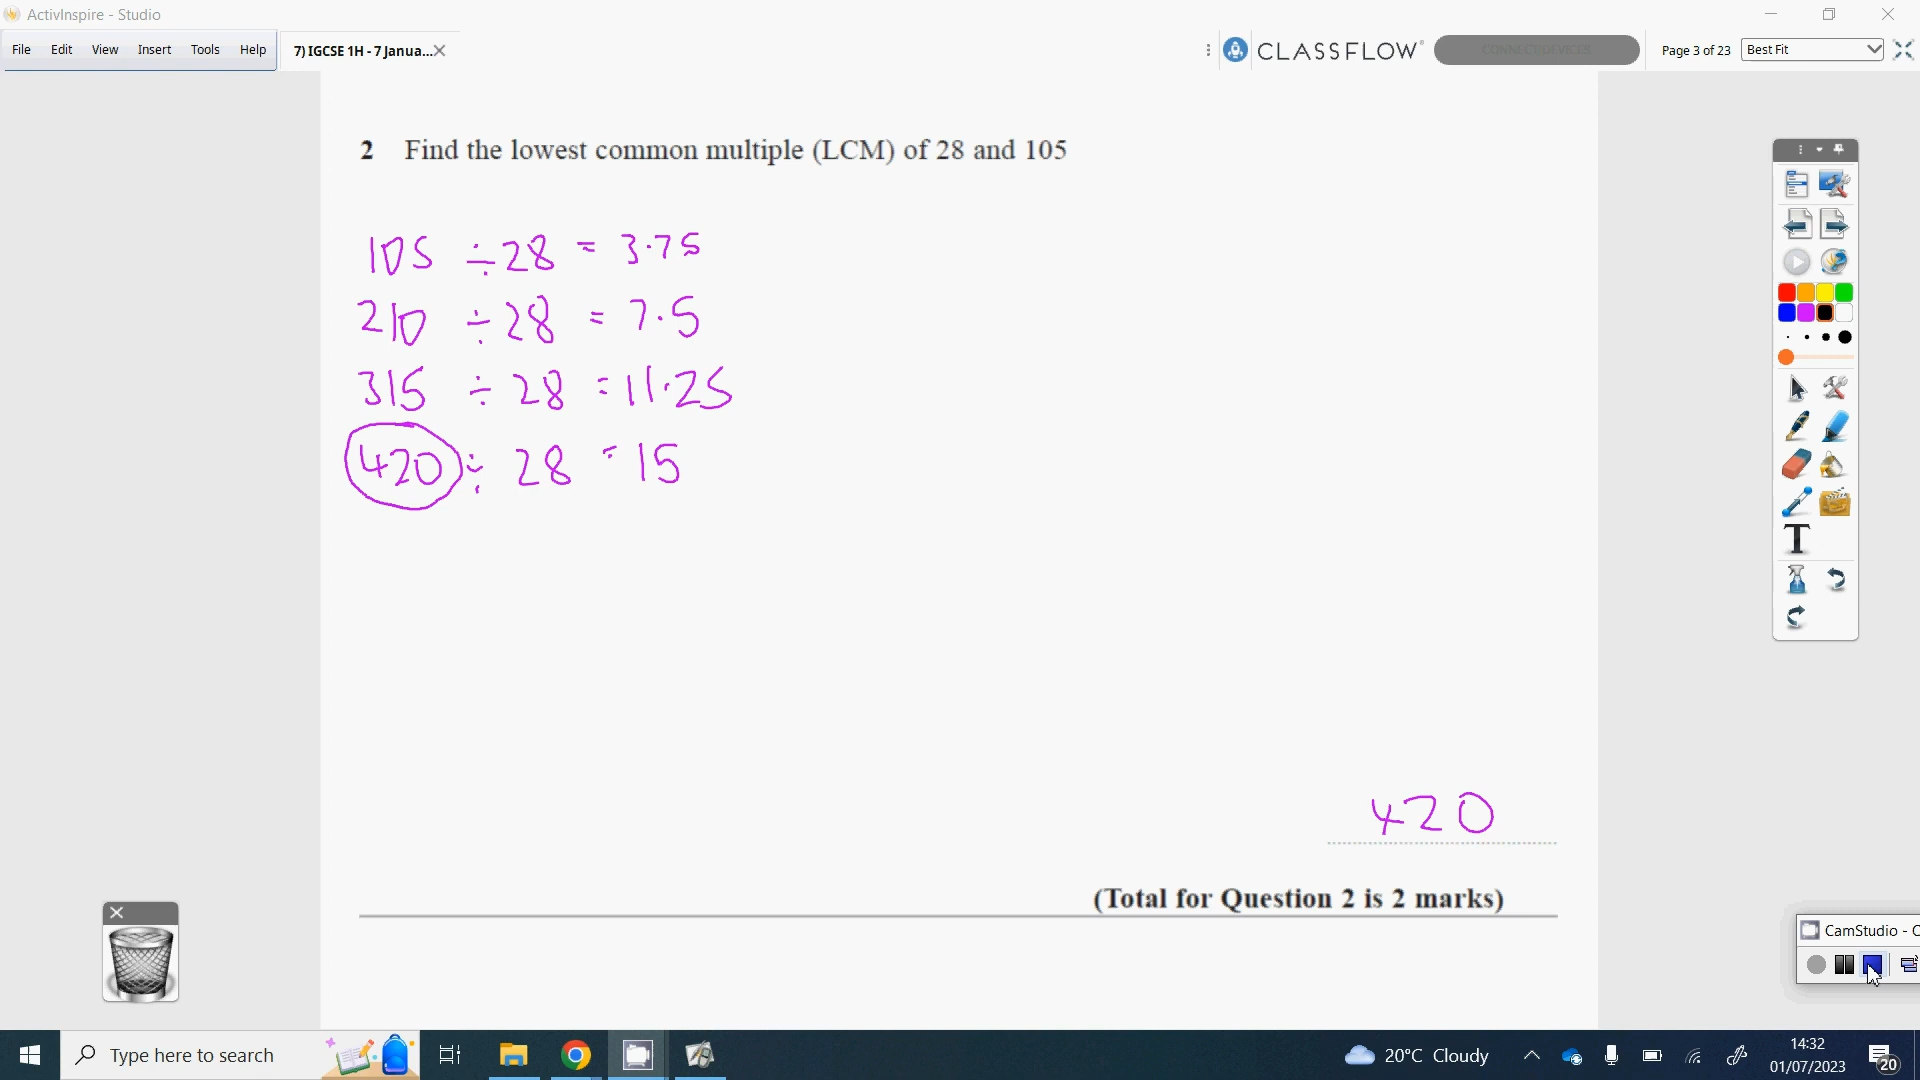 ActivInspire - Studio
File Edit View Insert Tools Help
7) IGCSE 1H - 7 Janua...
CLASSFLOW
CONNECT DEVICES
Page 3 of 23
Best Fit
2 Find the lowest common multiple (LCM) of 28 and 105
105 ÷ 28 = 3.75
210 ÷ 28 = 7.5
315 ÷ 28 = 11.25
420 ÷ 28 = 15
T
420
(Total for Question 2 is 2 marks)
CamStudio - O
Type here to search
20°C Cloudy
14:32
01/07/2023
20